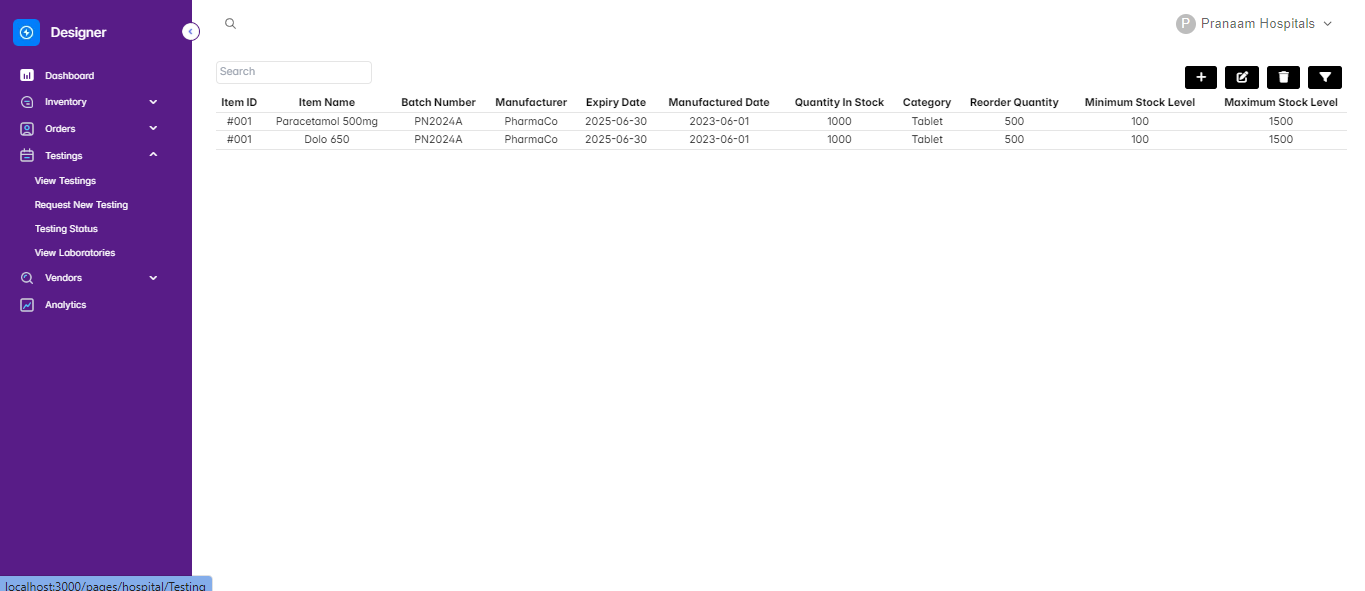 Designer
P Pranaam Hospitals
Dashboard
Inventory
Orders
Testings
View Testings
Request New Testing
Testing Status
View Laboratories
Vendors
Analytics
Search
Item ID Item Name Batch Number Manufacturer Expiry Date Manufactured Date Quantity In Stock Category Reorder Quantity Minimum Stock Level Maximum Stock Level
#001 Paracetamol 500mg PN2024A PharmaCo 2025-06-30 2023-06-01 1000 Tablet 500 100 1500
#001 Dolo 650 PN2024A PharmaCo 2025-06-30 2023-06-01 1000 Tablet 500 100 1500
localhost:3000/pages/hospital/Testing